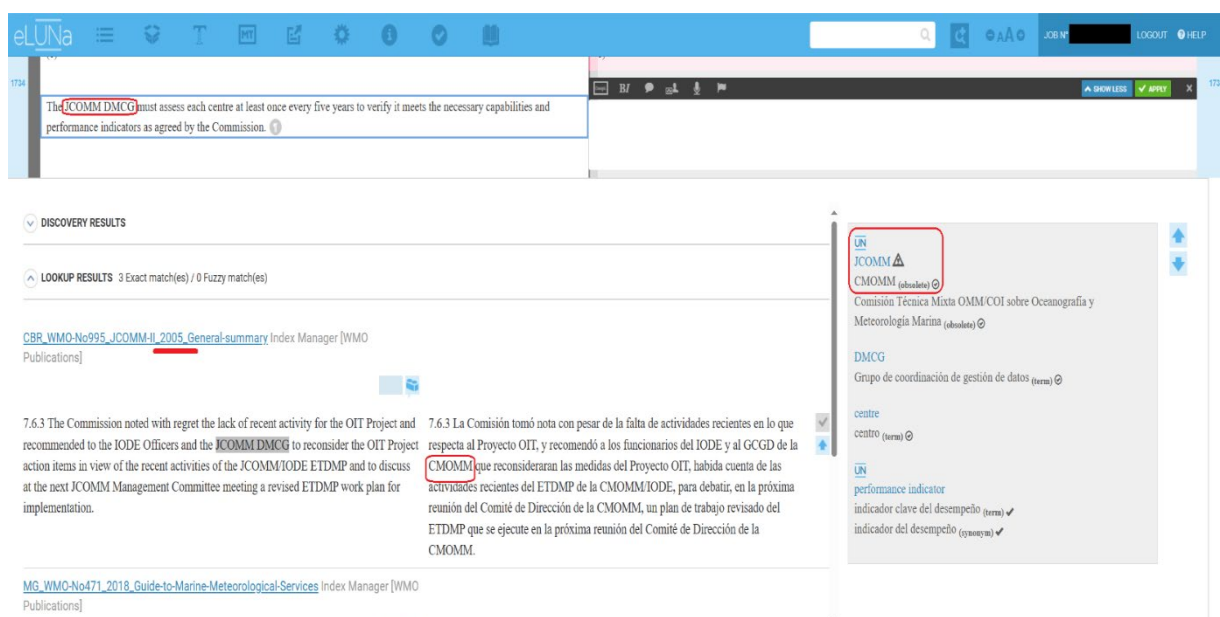 eLUNa
MT
JOB Nº
LOGOUT
HELP
1734
The JCOMM DMCG must assess each centre at least once every five years to verify it meets the necessary capabilities and
performance indicators as agreed by the Commission. 1
BI
SHOW LESS
APPLY
X
173
DISCOVERY RESULTS
LOOKUP RESULTS 3 Exact match(es) / 0 Fuzzy match(es)
CBR_WMO-No995_JCOMM-II_2005_General-summary Index Manager [WMO
Publications]
7.6.3 The Commission noted with regret the lack of recent activity for the OIT Project and
recommended to the IODE Officers and the JCOMM DMCG to reconsider the OIT Project
action items in view of the recent activities of the JCOMM/IODE ETDMP and to discuss
at the next JCOMM Management Committee meeting a revised ETDMP work plan for
implementation.
7.6.3 La Comisión tomó nota con pesar de la falta de actividades recientes en lo que
respecta al Proyecto OIT, y recomendó a los funcionarios del IODE y al GCGD de la
CMOMM que reconsideraran las medidas del Proyecto OIT, habida cuenta de las
actividades recientes del ETDMP de la CMOMM/IODE, para debatir, en la próxima
reunión del Comité de Dirección de la CMOMM, un plan de trabajo revisado del
ETDMP que se ejecute en la próxima reunión del Comité de Dirección de la
CMOMM.
MG_WMO-No471_2018_Guide-to-Marine-Meteorological-Services Index Manager [WMO
Publications]
UN
JCOMM
CMOMM (obsolete)
Comisión Técnica Mixta OMM/COI sobre Oceanografía y
Meteorología Marina (obsolete)
DMCG
Grupo de coordinación de gestión de datos (term)
centre
centro (term)
UN
performance indicator
indicador clave del desempeño (term)
indicador del desempeño (synonym)